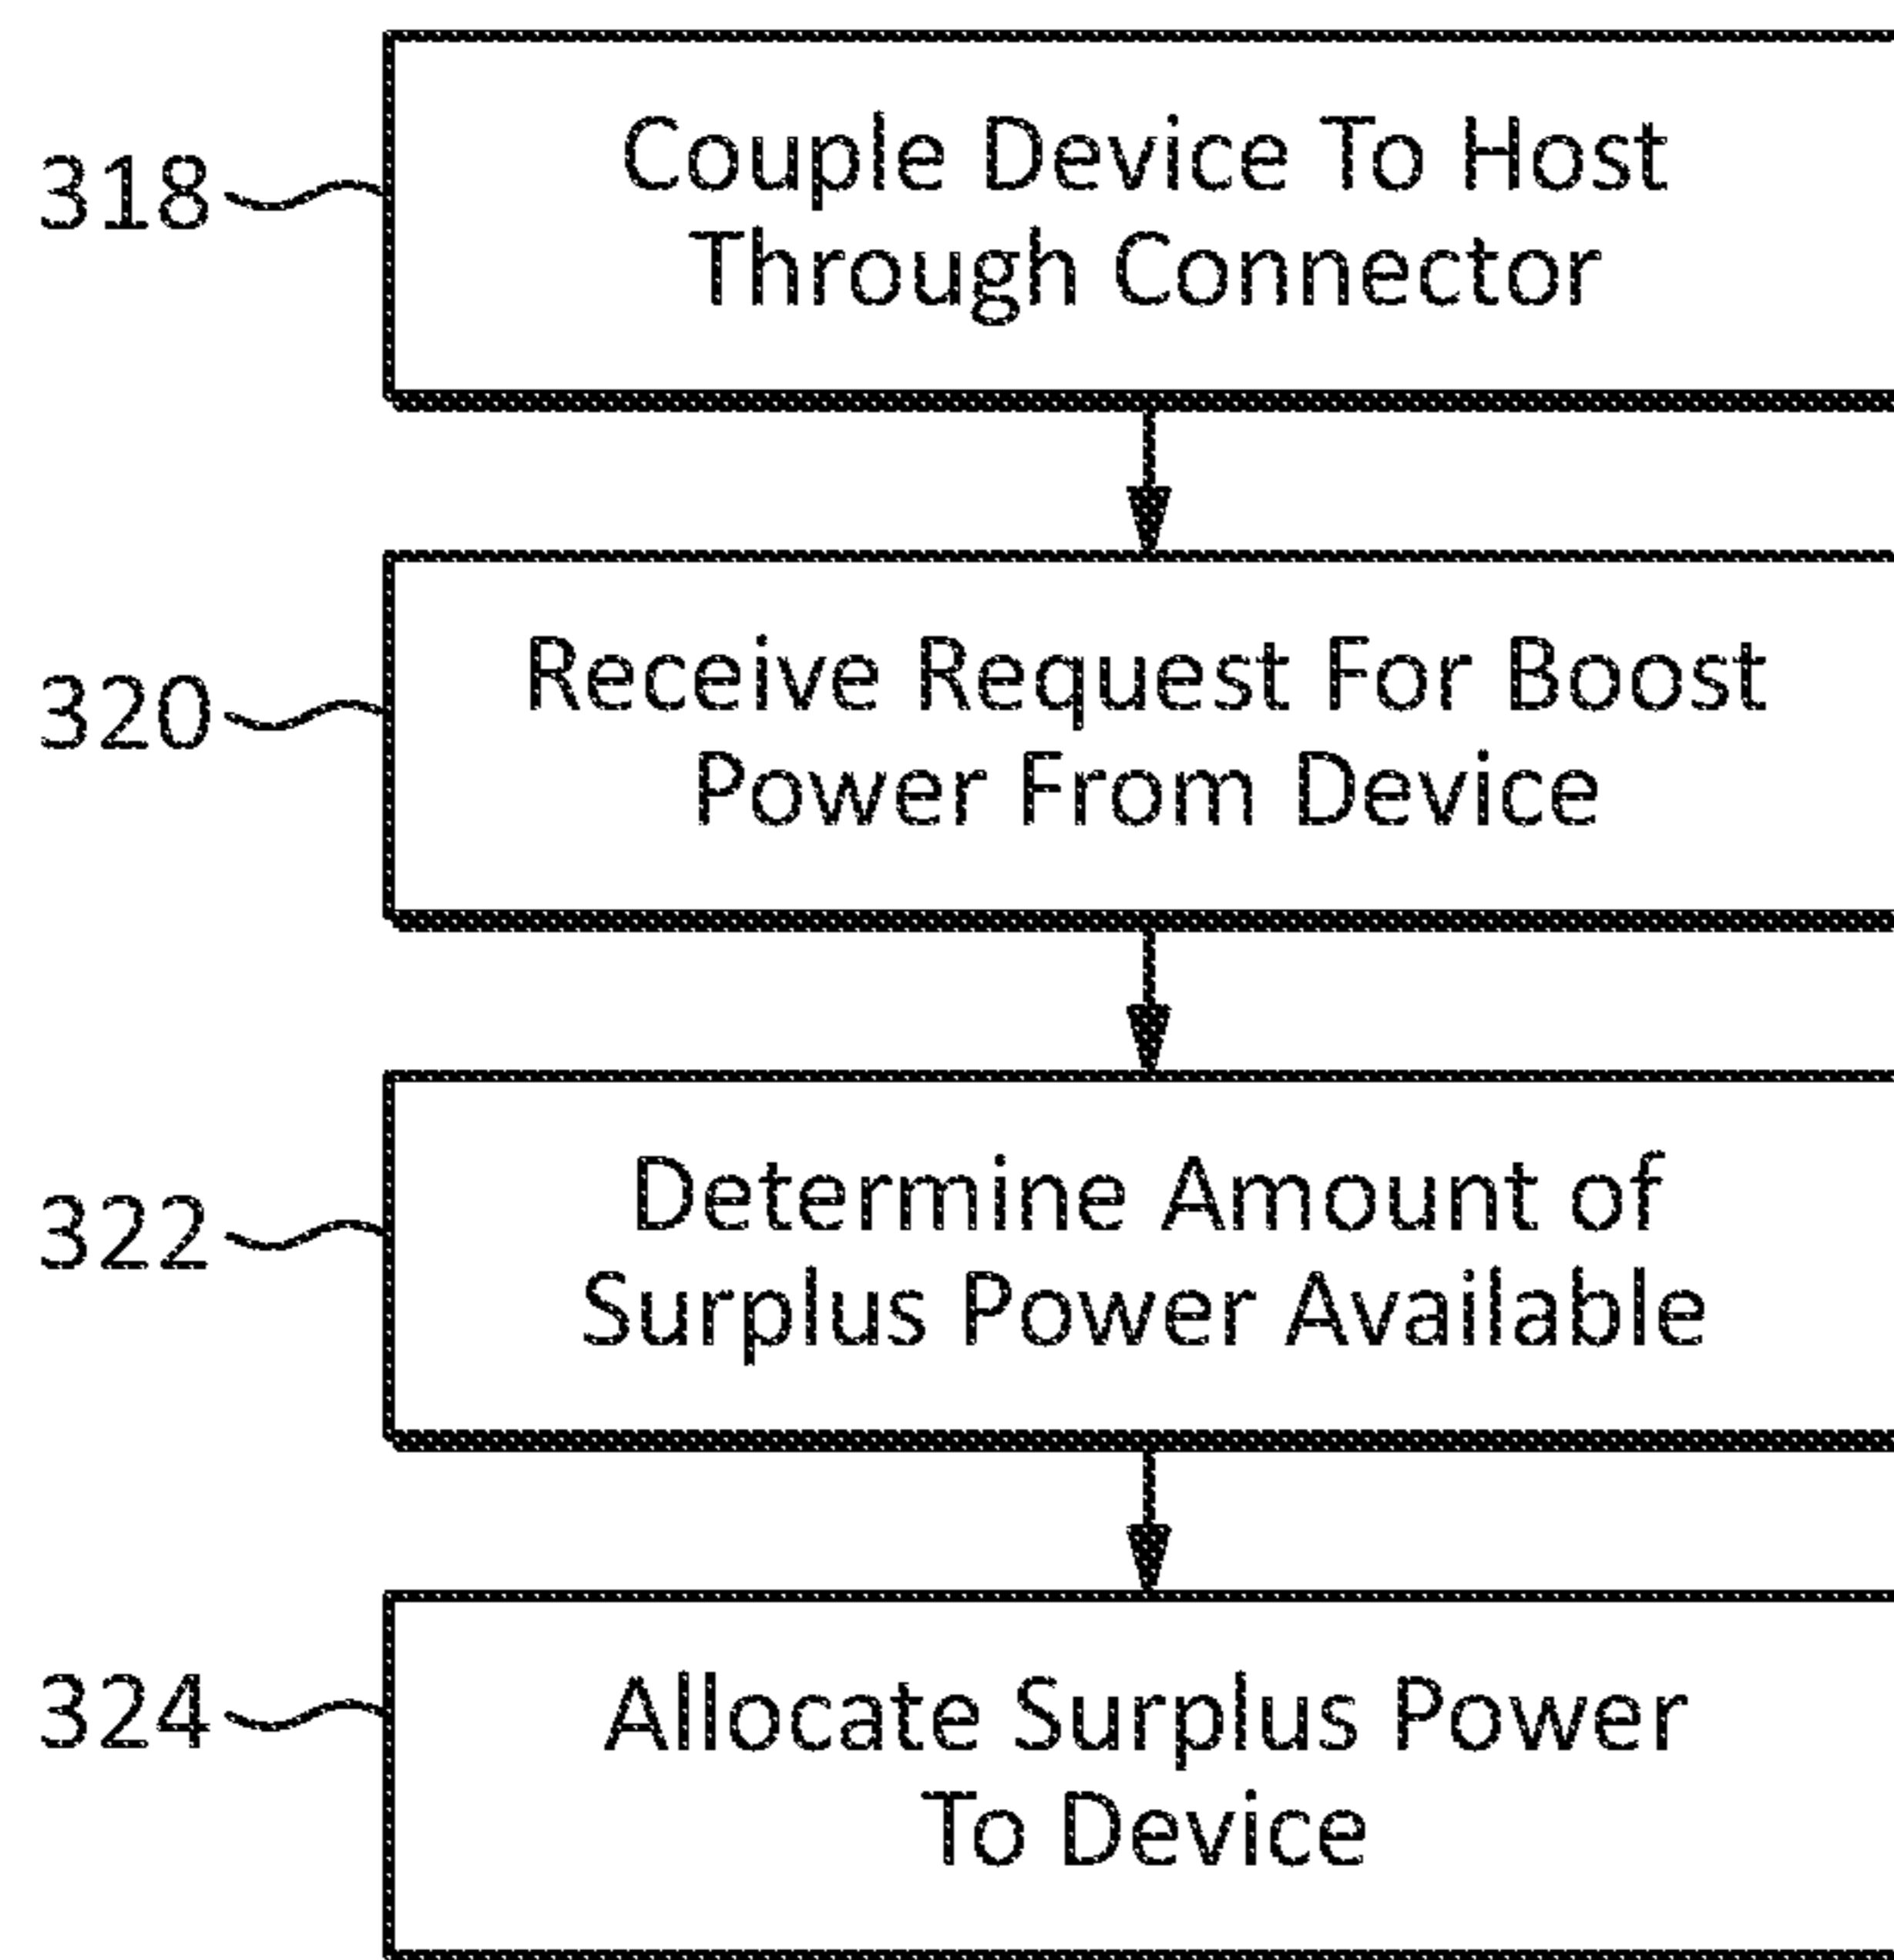 318
Couple Device To Host
Through Connector
320
Receive Request For Boost
Power From Device
322
Determine Amount of
Surplus Power Available
324
Allocate Surplus Power
To Device